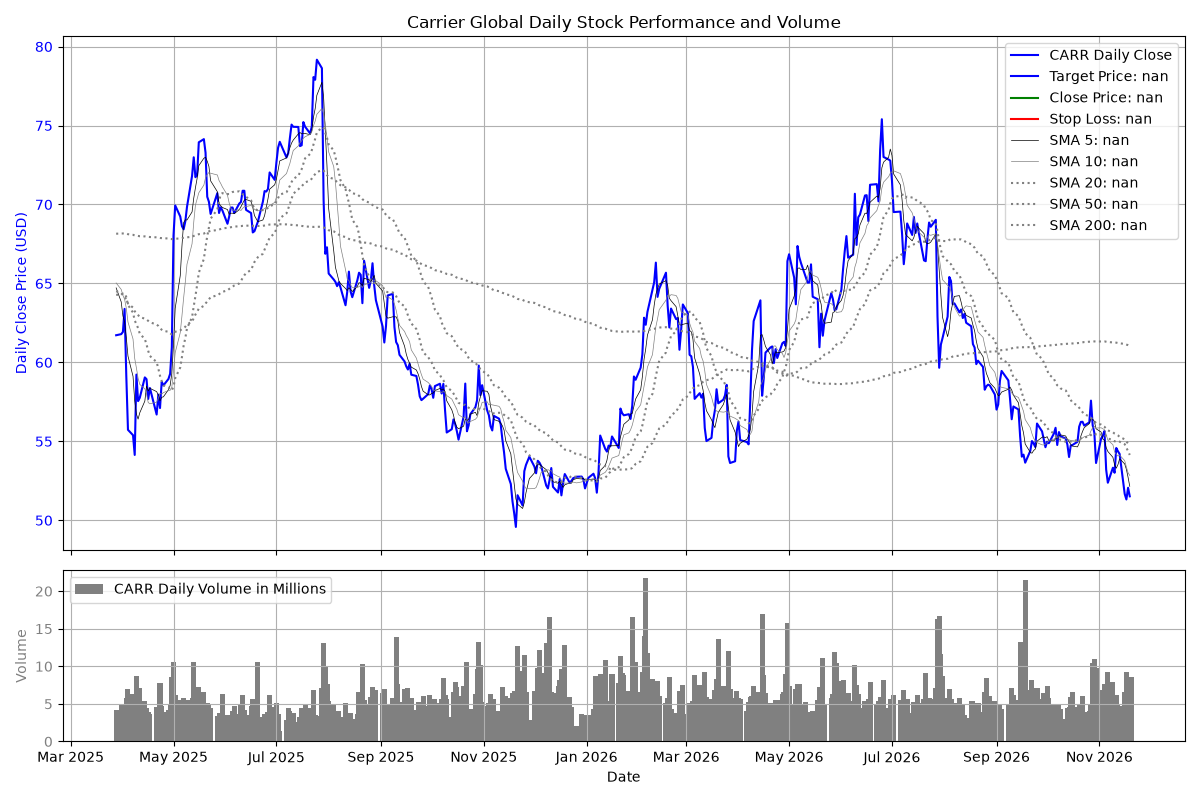 Carrier Global Daily Stock Performance and Volume
Daily Close Price (USD)
80
75
70
65
60
55
50
CARR Daily Close
Target Price: nan
Close Price: nan
Stop Loss: nan
SMA 5: nan
SMA 10: nan
SMA 20: nan
SMA 50: nan
SMA 200: nan
CARR Daily Volume in Millions
Volume
20
15
10
5
0
Mar 2025 May 2025 Jul 2025 Sep 2025 Nov 2025 Jan 2026 Mar 2026 May 2026 Jul 2026 Sep 2026 Nov 2026
Date